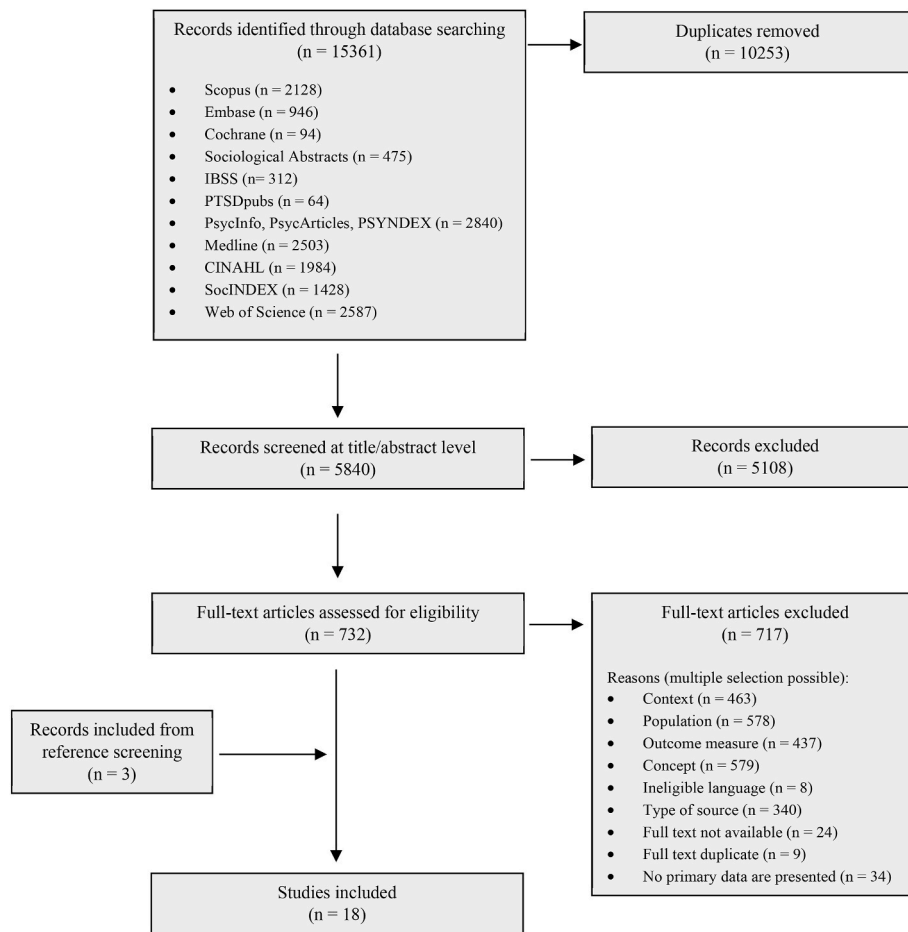 Records identified through database searching
(n = 15361)
• Scopus (n = 2128)
• Embase (n = 946)
• Cochrane (n = 94)
• Sociological Abstracts (n = 475)
• IBSS (n= 312)
• PTSDpubs (n = 64)
• PsycInfo, PsycArticles, PSYNDEX (n = 2840)
• Medline (n = 2503)
• CINAHL (n = 1984)
• SocINDEX (n = 1428)
• Web of Science (n = 2587)
Duplicates removed
(n = 10253)
Records screened at title/abstract level
(n = 5840)
Records excluded
(n = 5108)
Full-text articles assessed for eligibility
(n = 732)
Full-text articles excluded
(n = 717)
Reasons (multiple selection possible):
• Context (n = 463)
• Population (n = 578)
• Outcome measure (n = 437)
• Concept (n = 579)
• Ineligible language (n = 8)
• Type of source (n = 340)
• Full text not available (n = 24)
• Full text duplicate (n = 9)
• No primary data are presented (n = 34)
Records included from
reference screening
(n = 3)
Studies included
(n = 18)